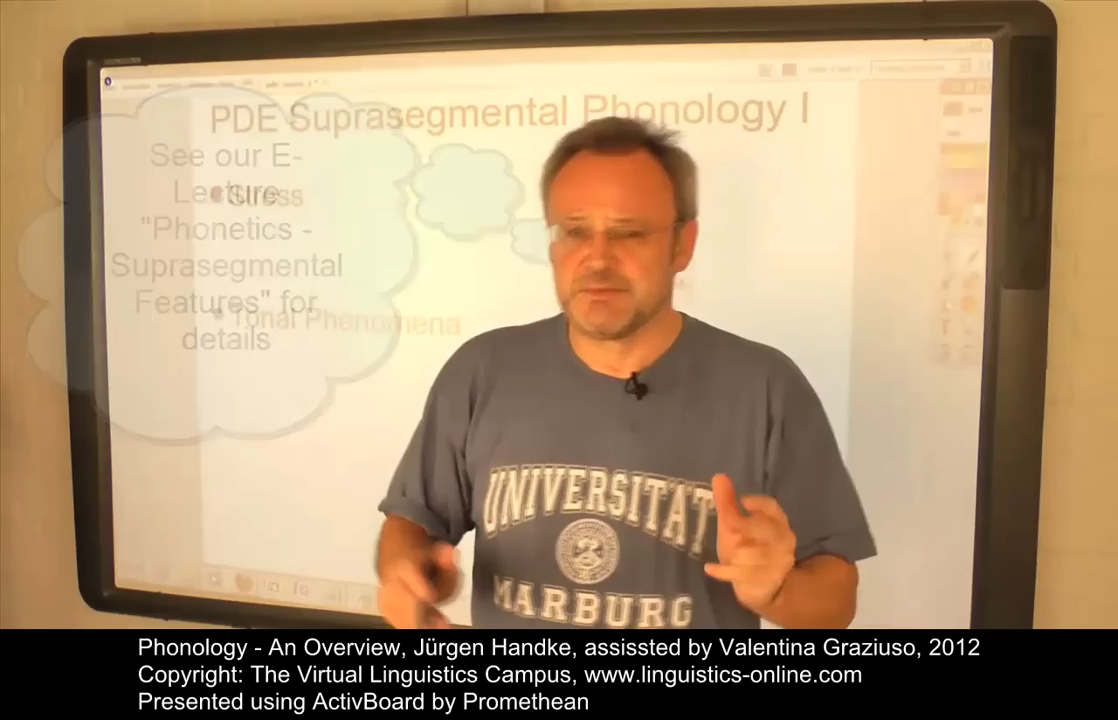 PDE Suprasegmental Phonology I
See our E-
Lecture
• Stress
"Phonetics -
Suprasegmental
Features" for
• Tonal Phenomena
details
UNIVERSITÄT
MARBURG
Phonology - An Overview, Jürgen Handke, assissted by Valentina Graziuso, 2012
Copyright: The Virtual Linguistics Campus, www.linguistics-online.com
Presented using ActivBoard by Promethean